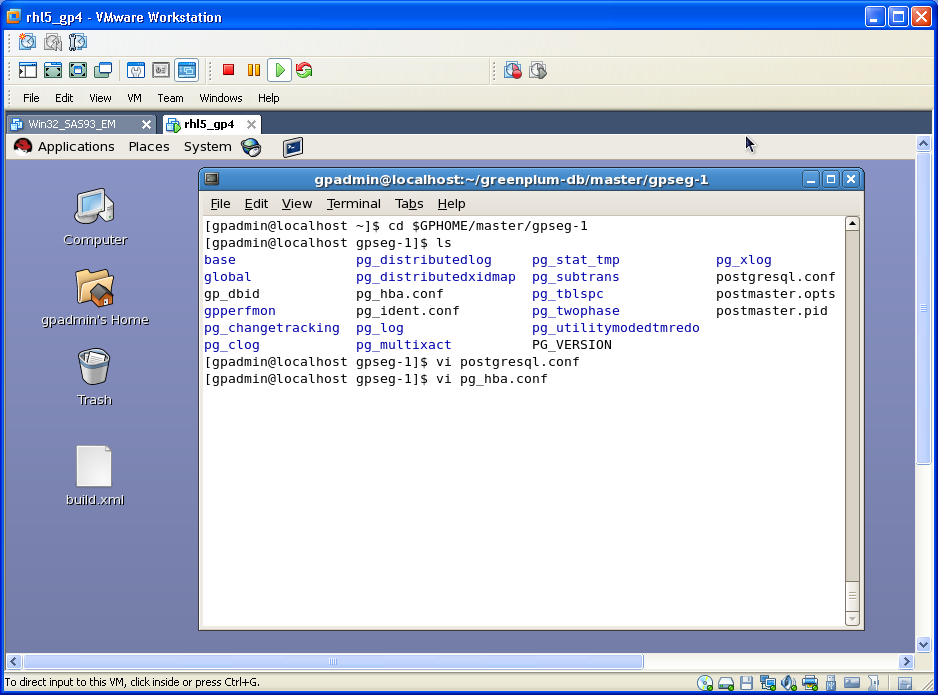 rhl5_gp4 - VMware Workstation
File Edit View VM Team Windows Help
Win32_SAS93_EM rhl5_gp4
Applications Places System
gpadmin@localhost:~/greenplum-db/master/gpseg-1
File Edit View Terminal Tabs Help
[gpadmin@localhost ~]$ cd $GPHOME/master/gpseg-1
[gpadmin@localhost gpseg-1]$ ls
base pg_distributedlog pg_stat_tmp pg_xlog
global pg_distributedxidmap pg_subtrans postgresql.conf
gp_dbid pg_hba.conf pg_tblspc postmaster.opts
gpperfmon pg_ident.conf pg_twophase postmaster.pid
pg_changetracking pg_log pg_utilitymodedtmredo
pg_clog pg_multixact PG_VERSION
[gpadmin@localhost gpseg-1]$ vi postgresql.conf
[gpadmin@localhost gpseg-1]$ vi pg_hba.conf
Computer
gpadmin's Home
Trash
build.xml
To direct input to this VM, click inside or press Ctrl+G.